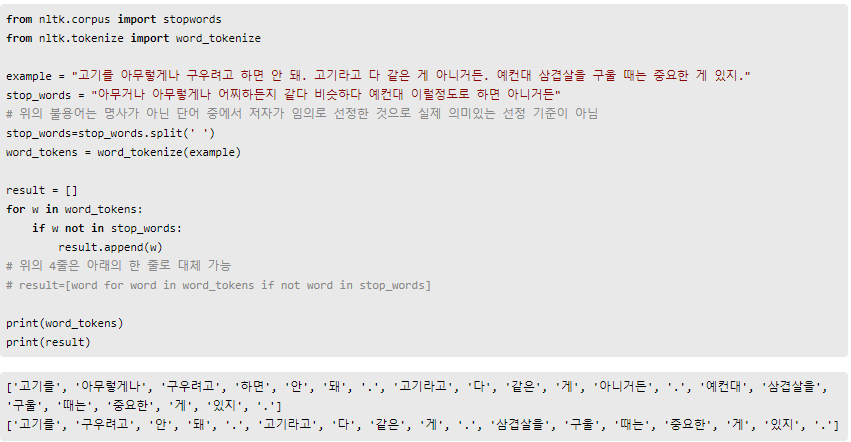 from nltk.corpus import stopwords
from nltk.tokenize import word_tokenize
example = "고기를 아무렇게나 구우려고 하면 안 돼. 고기라고 다 같은 게 아니거든. 예컨대 삼겹살을 구울 때는 중요한 게 있지."
stop_words = "아무거나 아무렇게나 어찌하든지 같다 비슷하다 예컨대 이럴정도로 하면 아니거든"
# 위의 불용어는 명사가 아닌 단어 중에서 저자가 임의로 선정한 것으로 실제 의미있는 선정 기준이 아님
stop_words=stop_words.split(' ')
word_tokens = word_tokenize(example)
result = []
for w in word_tokens:
    if w not in stop_words:
        result.append(w)
# 위의 4줄은 아래의 한 줄로 대체 가능
# result=[word for word in word_tokens if not word in stop_words]
print(word_tokens)
print(result)
['고기를', '아무렇게나', '구우려고', '하면', '안', '돼', '.', '고기라고', '다', '같은', '게', '아니거든', '.', '예컨대', '삼겹살을',
'구울', '때는', '중요한', '게', '있지', '.']
['고기를', '구우려고', '안', '돼', '.', '고기라고', '다', '같은', '게', '.', '삼겹살을', '구울', '때는', '중요한', '게', '있지', '.']